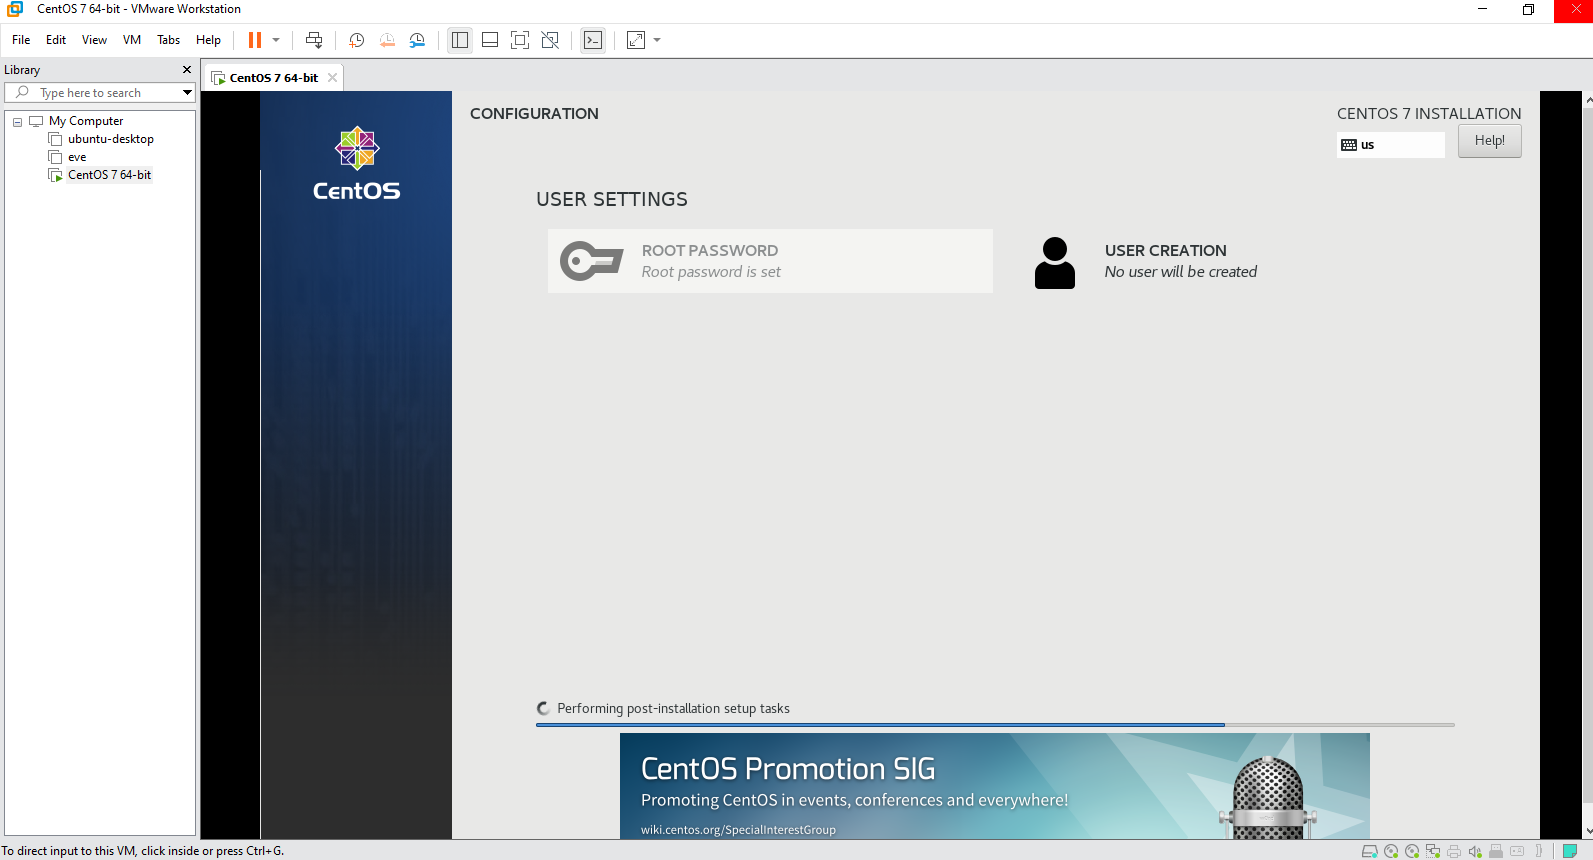 CentOS 7 64-bit - VMware Workstation
File Edit View VM Tabs Help
Library
Type here to search
My Computer
ubuntu-desktop
eve
CentOS 7 64-bit
CentOS 7 64-bit
CentOS
CONFIGURATION
CENTOS 7 INSTALLATION
us
Help!
USER SETTINGS
ROOT PASSWORD
Root password is set
USER CREATION
No user will be created
Performing post-installation setup tasks
CentOS Promotion SIG
Promoting CentOS in events, conferences and everywhere!
wiki.centos.org/SpecialInterestGroup
To direct input to this VM, click inside or press Ctrl+G.